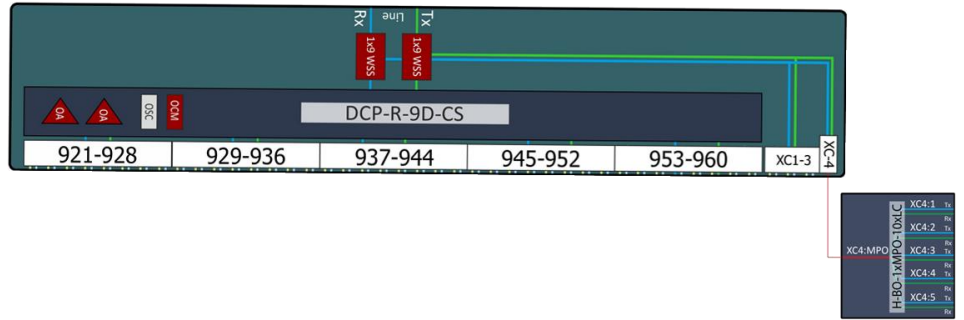 Rx Line Tx
1x9 WSS 1x9 WSS
OA OA OSC OCM DCP-R-9D-CS
921-928 929-936 937-944 945-952 953-960 XC1-3 XC-4
XC4:MPO
H-BO-1xMPO-10xLC
XC4:1 Tx
Rx
XC4:2 Tx
Rx
XC4:3 Tx
Rx
XC4:4 Tx
Rx
XC4:5 Tx
Rx